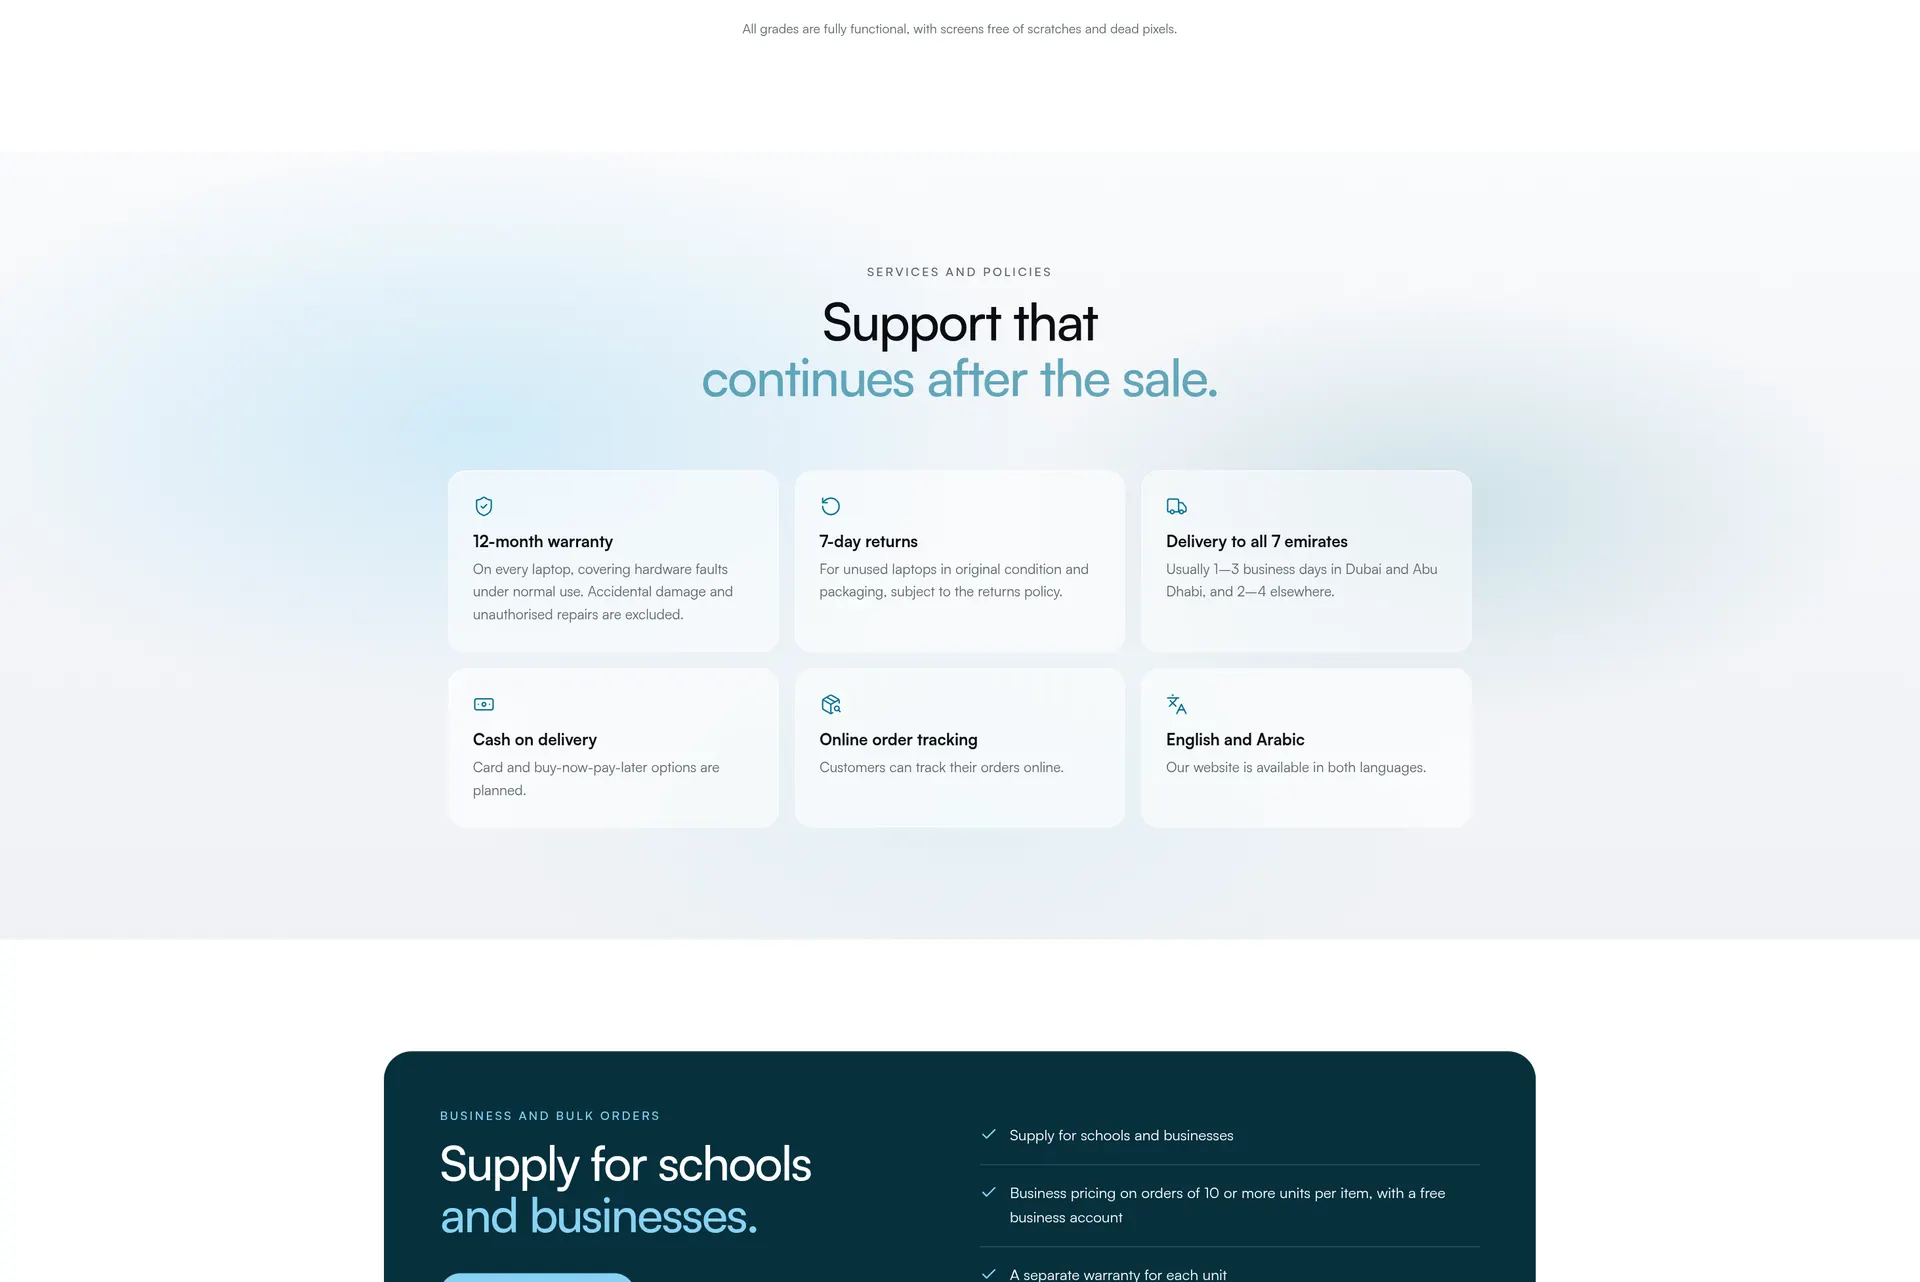 All grades are fully functional, with screens free of scratches and dead pixels.
SERVICES AND POLICIES
Support that
continues after the sale.
12-month warranty
On every laptop, covering hardware faults
under normal use. Accidental damage and
unauthorised repairs are excluded.
7-day returns
For unused laptops in original condition and
packaging, subject to the returns policy.
Delivery to all 7 emirates
Usually 1–3 business days in Dubai and Abu
Dhabi, and 2–4 elsewhere.
Cash on delivery
Card and buy-now-pay-later options are
planned.
Online order tracking
Customers can track their orders online.
English and Arabic
Our website is available in both languages.
BUSINESS AND BULK ORDERS
Supply for schools
and businesses.
Supply for schools and businesses
Business pricing on orders of 10 or more units per item, with a free
business account
A separate warranty for each unit